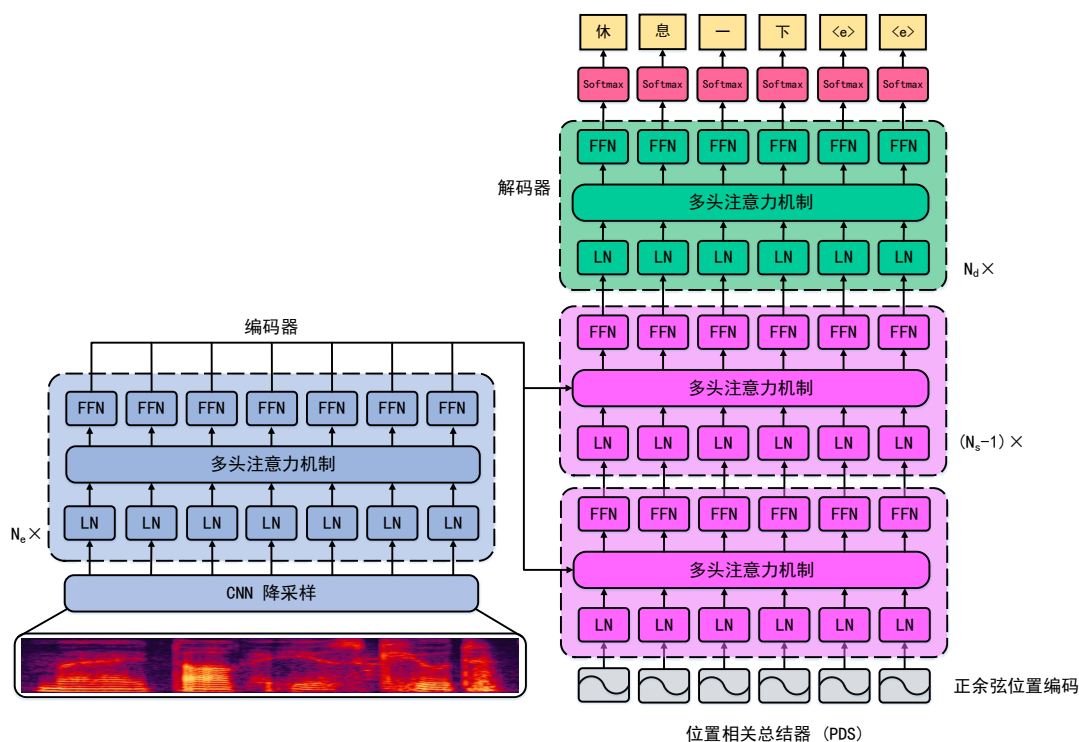 休 息 一 下 <e> <e>
Softmax Softmax Softmax Softmax Softmax Softmax
FFN FFN FFN FFN FFN FFN
解码器
多头注意力机制
LN LN LN LN LN LN
N_d×
FFN FFN FFN FFN FFN FFN
多头注意力机制
LN LN LN LN LN LN
(N_s-1)×
FFN FFN FFN FFN FFN FFN
多头注意力机制
LN LN LN LN LN LN
正余弦位置编码
位置相关总结器 (PDS)
编码器
FFN FFN FFN FFN FFN FFN FFN
多头注意力机制
LN LN LN LN LN LN LN
N_e×
CNN 降采样